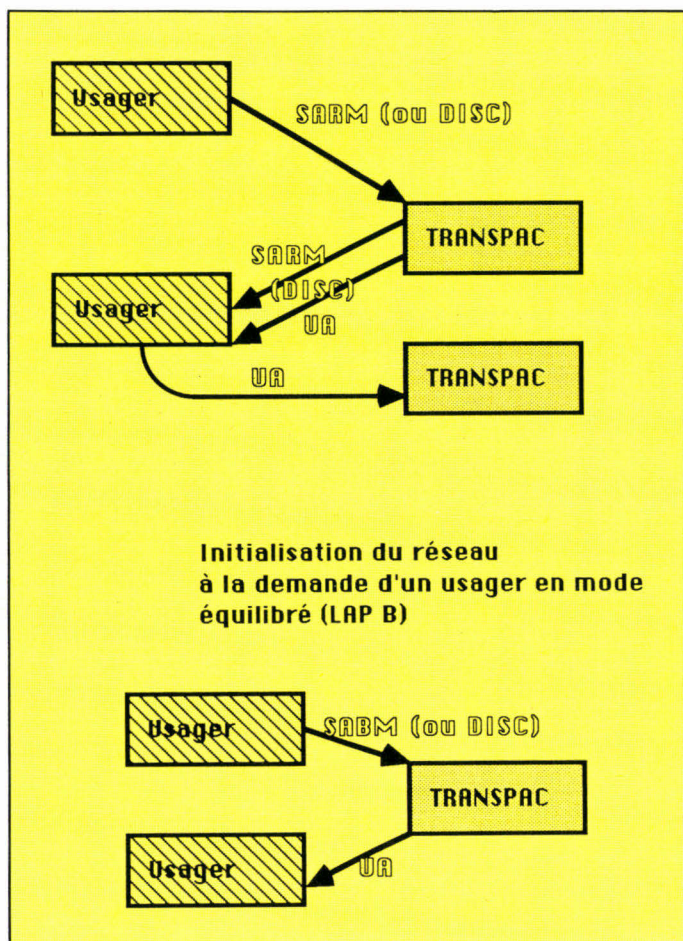 Usager
SARM (ou DISC)
TRANSPAC
SARM
(DISC)
Usager
UA
UA
TRANSPAC
Initialisation du réseau
à la demande d'un usager en mode
équilibré (LAP B)
Usager
SABM (ou DISC)
TRANSPAC
Usager
UA